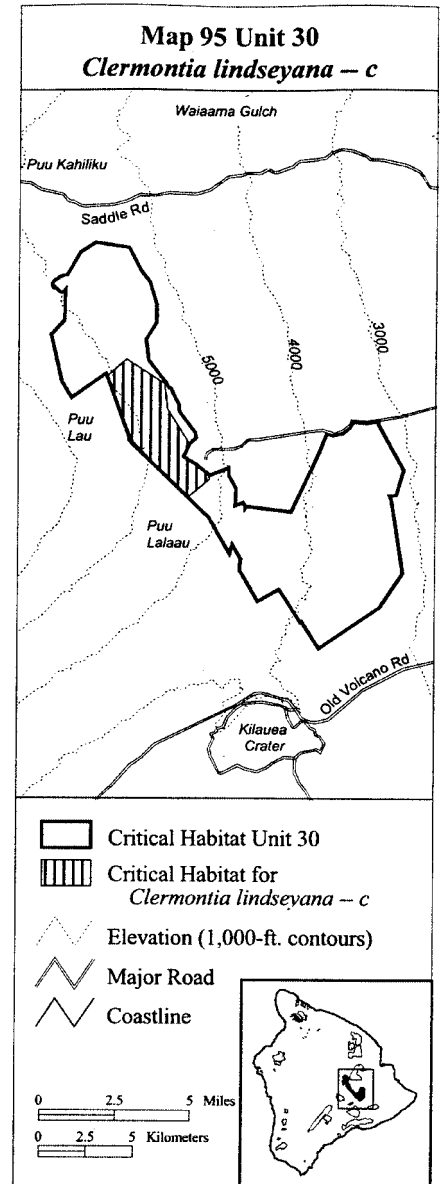 Map 95 Unit 30
Clermontia lindseyana – c
Waiaama Gulch
Puu Kahiliku
Saddle Rd
5000
4000
3000
Puu
Lau
Puu
Lalaau
Old Volcano Rd
Kilauea
Crater
Critical Habitat Unit 30
Critical Habitat for
Clermontia lindseyana – c
Elevation (1,000-ft. contours)
Major Road
Coastline
0 2.5 5 Miles
0 2.5 5 Kilometers